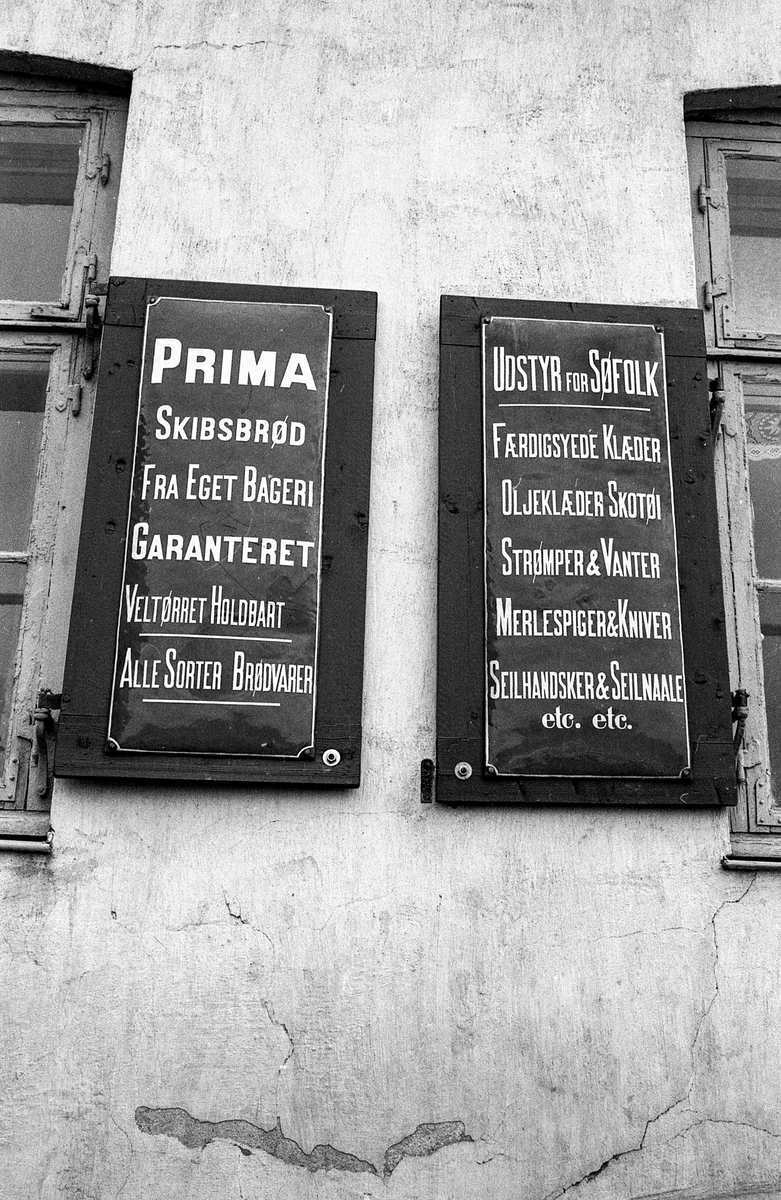 PRIMA
SKIBSBRØD
FRA EGET BAGERI
GARANTERET
VELTØRRET HOLDBART
ALLE SORTER BRØDVARER
UDSTYR FOR SØFOLK
FÆRDIGSYEDE KLÆDER
OLJEKLÆDER SKOTØI
STRØMPER & VANTER
MERLESPIGER & KNIVER
SEILHANDSKER & SEILNAALE
etc. etc.